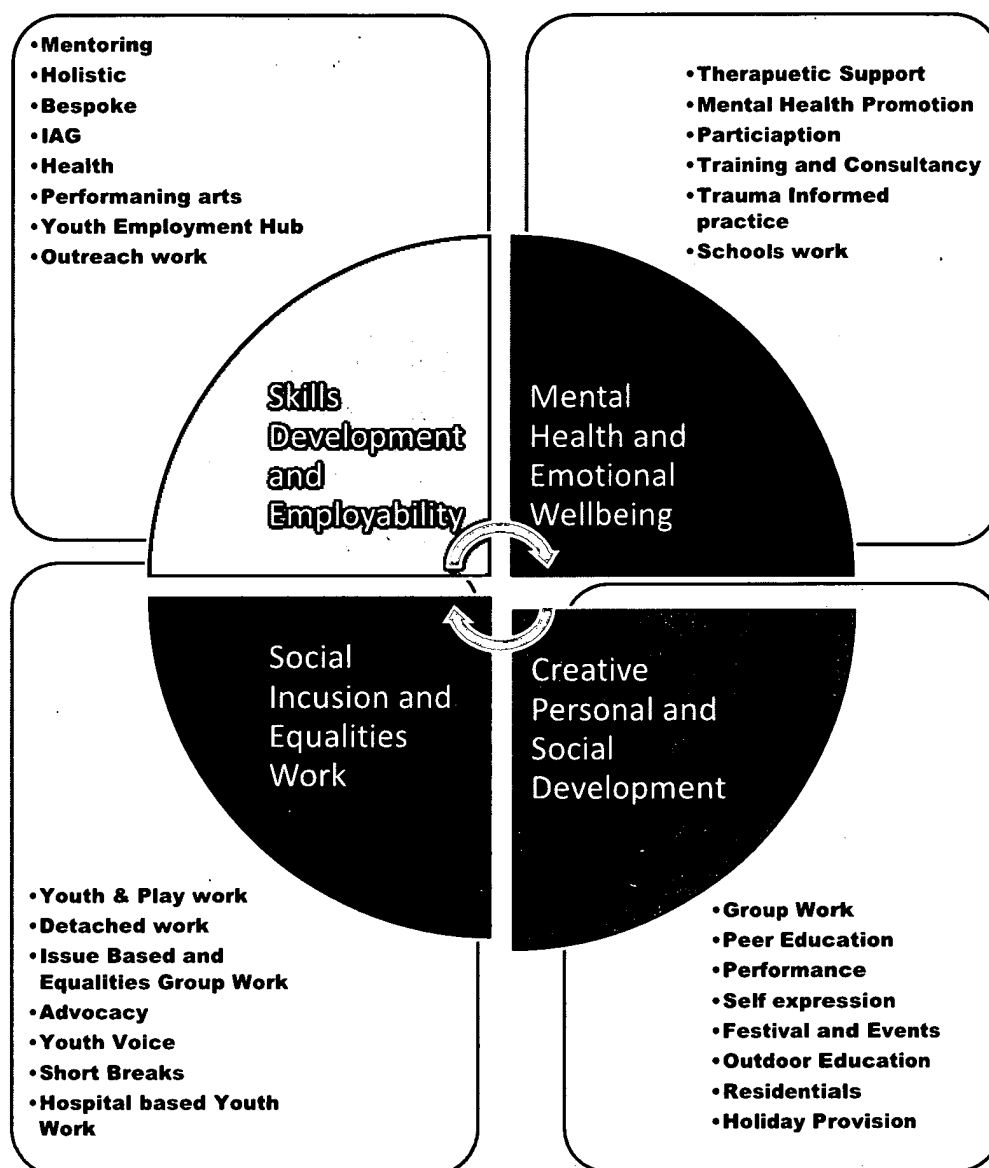 •Mentoring
•Holistic
•Bespoke
•IAG
•Health
•Performaning arts
•Youth Employment Hub
•Outreach work
•Therapuetic Support
•Mental Health Promotion
•Particiaption
•Training and Consultancy
•Trauma Informed
practice
•Schools work
Skills
Development
and
Employability
Mental
Health and
Emotional
Wellbeing
Social
Incusion and
Equalities
Work
Creative
Personal and
Social
Development
•Youth & Play work
•Detached work
•Issue Based and
Equalities Group Work
•Advocacy
•Youth Voice
•Short Breaks
•Hospital based Youth
Work
•Group Work
•Peer Education
•Performance
•Self expression
•Festival and Events
•Outdoor Education
•Residentials
•Holiday Provision